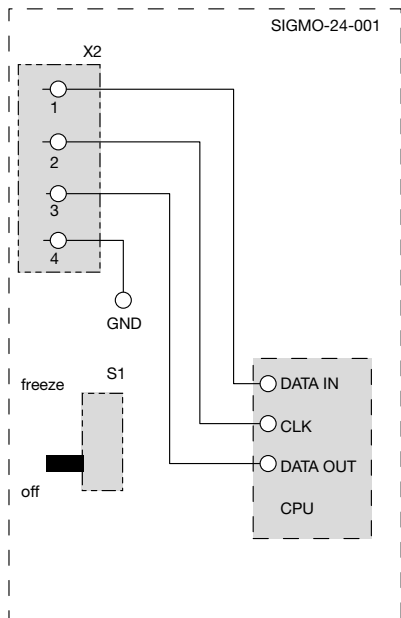 SIGMO-24-001
X2
1
2
3
4
GND
freeze
S1
off
DATA IN
CLK
DATA OUT
CPU